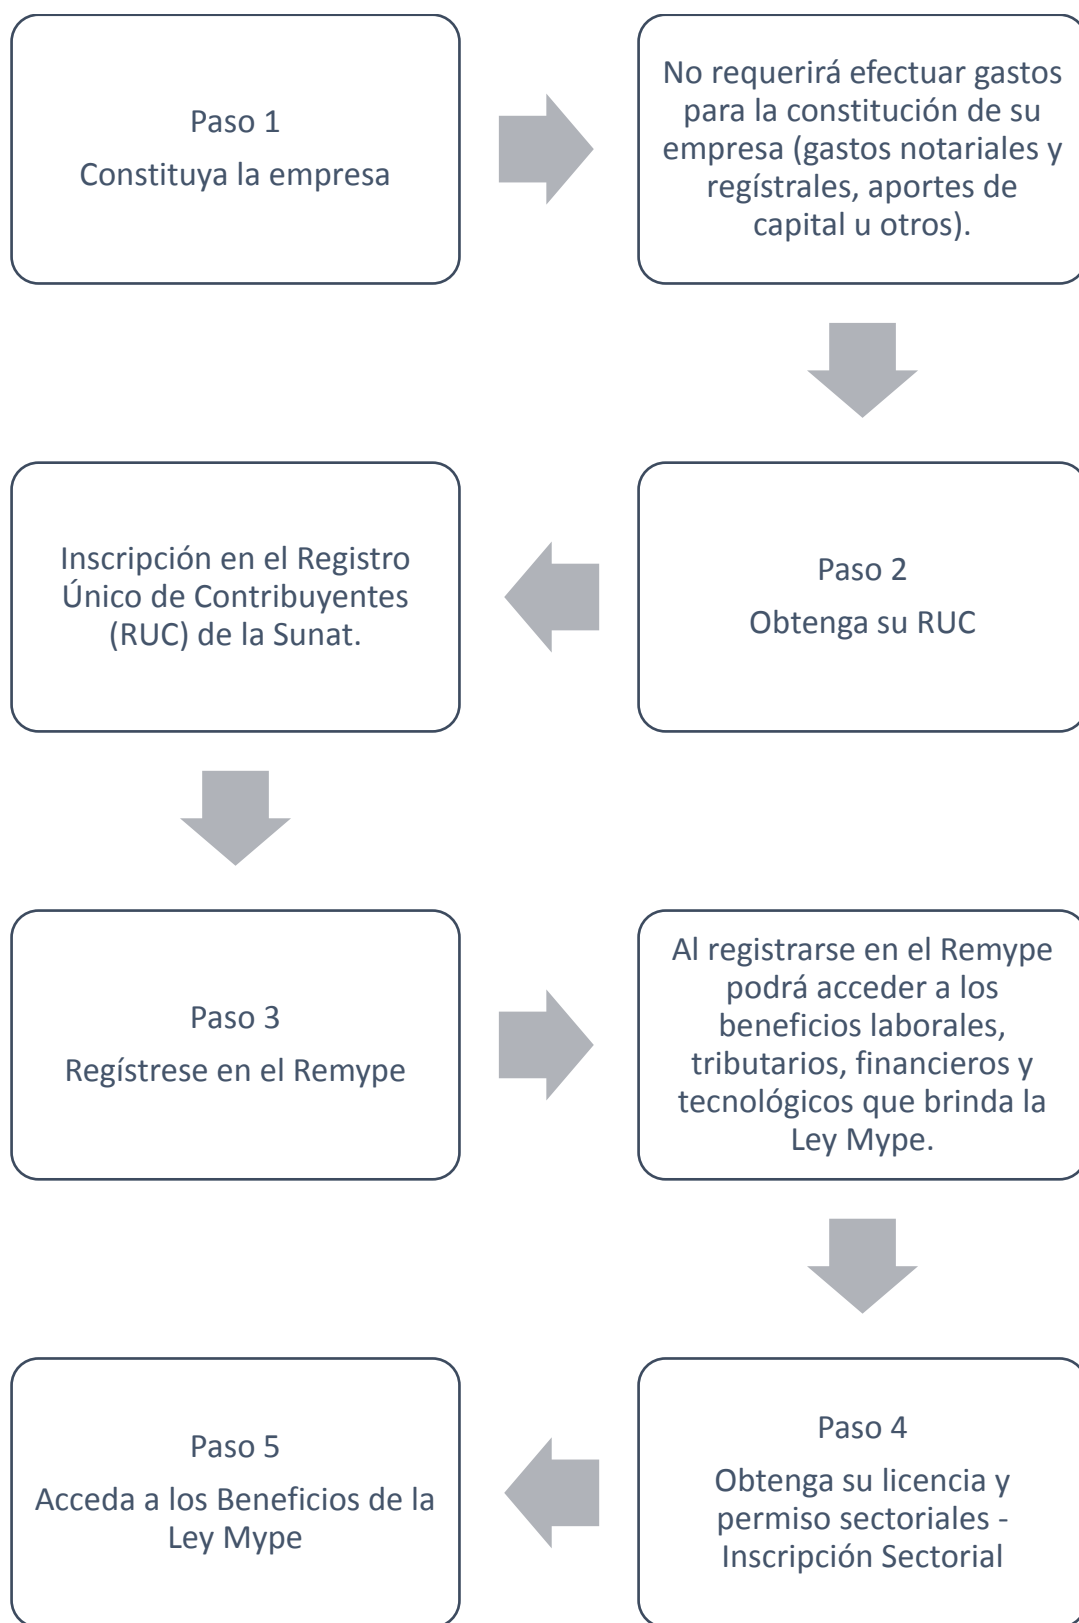 Paso 1
Constituya la empresa
No requerirá efectuar gastos
para la constitución de su
empresa (gastos notariales y
regístrales, aportes de
capital u otros).
Paso 2
Obtenga su RUC
Inscripción en el Registro
Único de Contribuyentes
(RUC) de la Sunat.
Paso 3
Regístrese en el Remype
Al registrarse en el Remype
podrá acceder a los
beneficios laborales,
tributarios, financieros y
tecnológicos que brinda la
Ley Mype.
Paso 4
Obtenga su licencia y
permiso sectoriales -
Inscripción Sectorial
Paso 5
Acceda a los Beneficios de la
Ley Mype